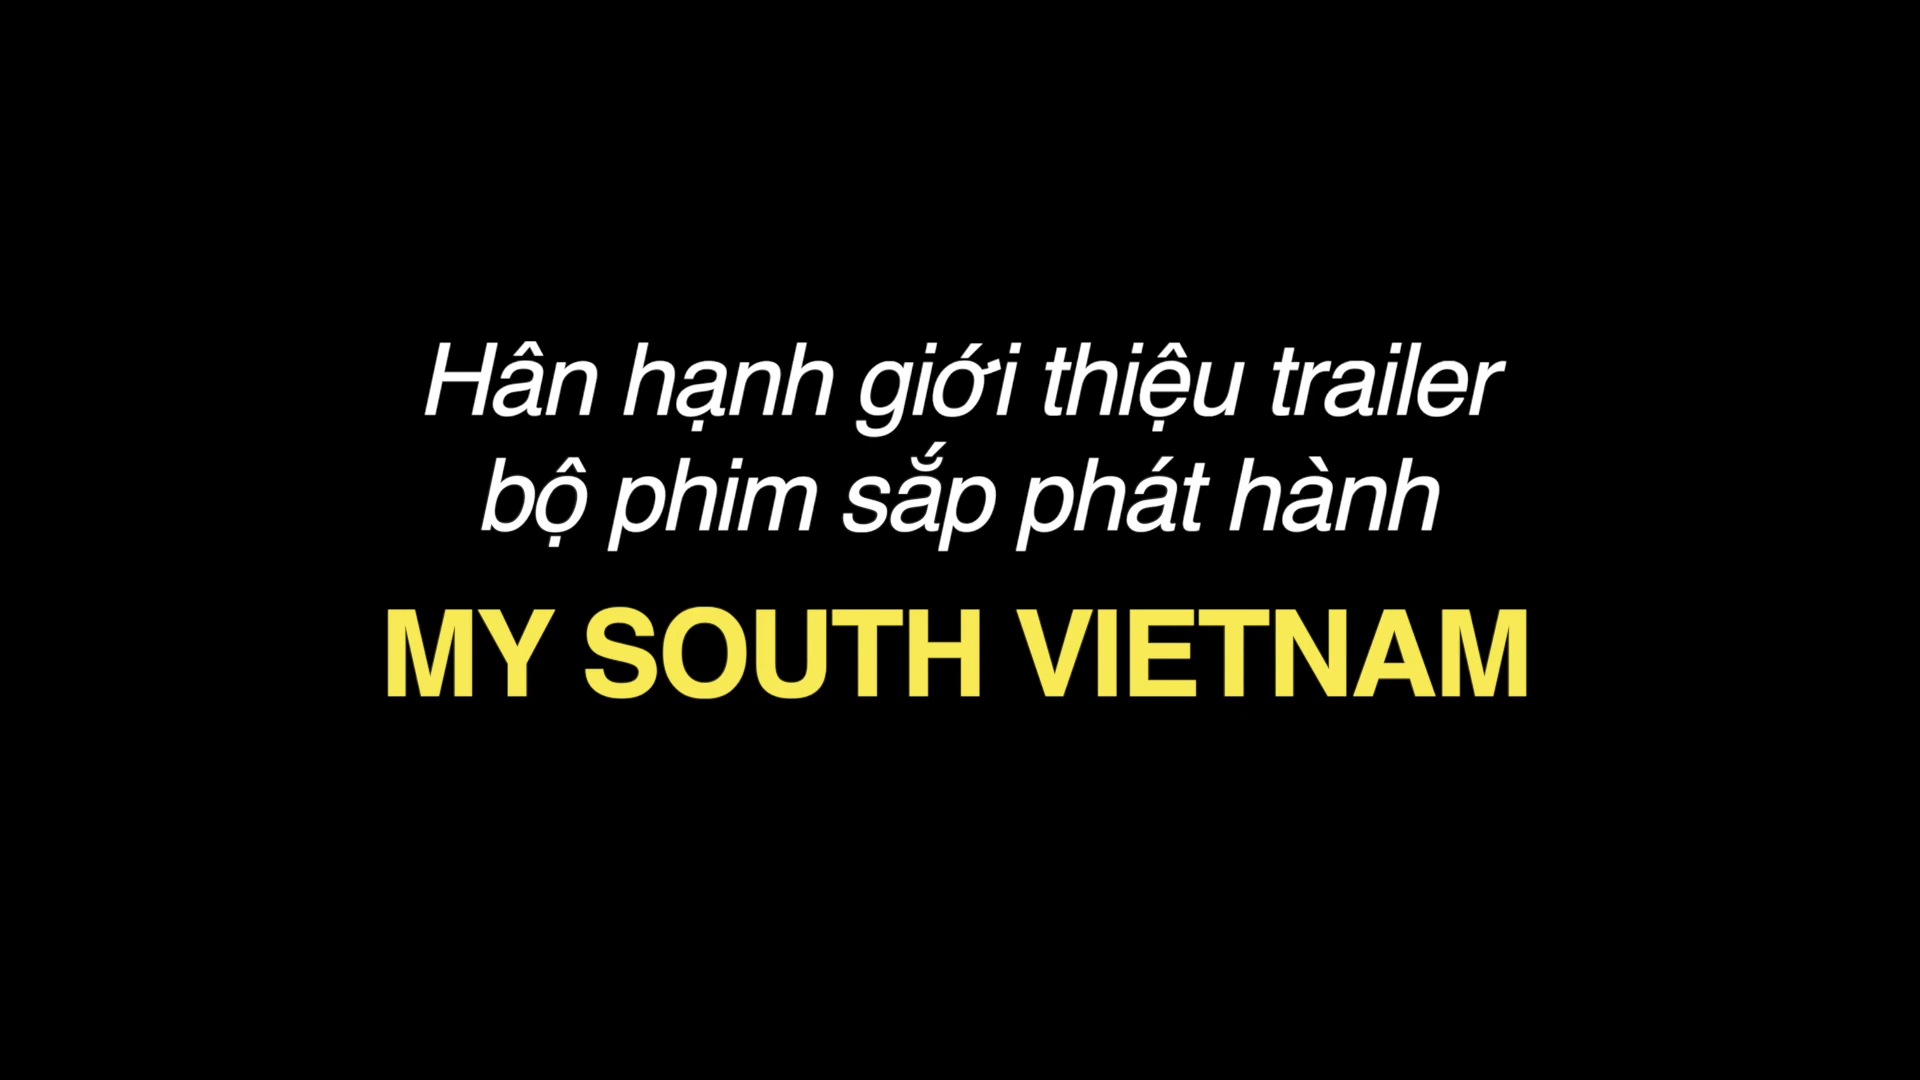 Hân hạnh giới thiệu trailer
bộ phim sắp phát hành
MY SOUTH VIETNAM